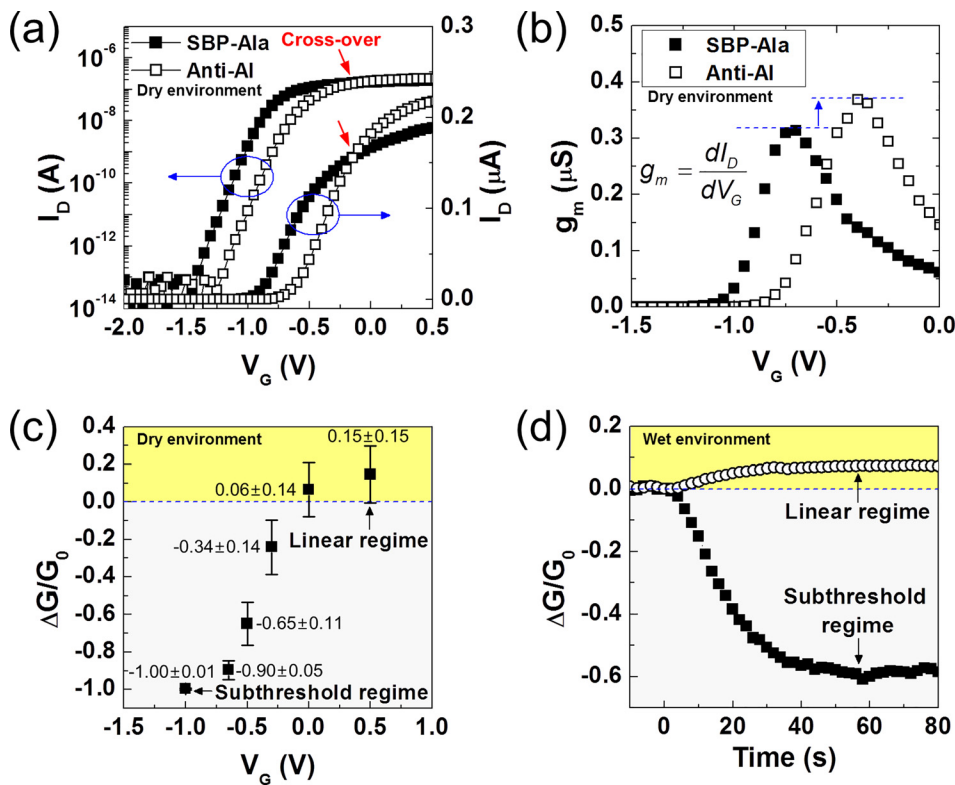 (a)
SBP-Ala
Anti-AI
Dry environment
Cross-over
10⁻⁶
10⁻⁸
10⁻¹⁰
10⁻¹²
10⁻¹⁴
I_D (A)
0.3
0.2
0.1
0.0
I_D (μA)
-2.0 -1.5 -1.0 -0.5 0.0 0.5
V_G (V)
(b)
SBP-Ala
Anti-AI
Dry environment
g_m = dI_D / dV_G
0.5
0.4
0.3
0.2
0.1
0.0
g_m (μS)
-1.5 -1.0 -0.5 0.0
V_G (V)
(c)
Dry environment
0.15±0.15
0.06±0.14
Linear regime
-0.34±0.14
-0.65±0.11
-1.00±0.01
-0.90±0.05
Subthreshold regime
0.4
0.2
0.0
-0.2
-0.4
-0.6
-0.8
-1.0
ΔG/G₀
-1.5 -1.0 -0.5 0.0 0.5 1.0
V_G (V)
(d)
Wet environment
Linear regime
Subthreshold
regime
0.2
0.0
-0.2
-0.4
-0.6
ΔG/G₀
0 20 40 60 80
Time (s)